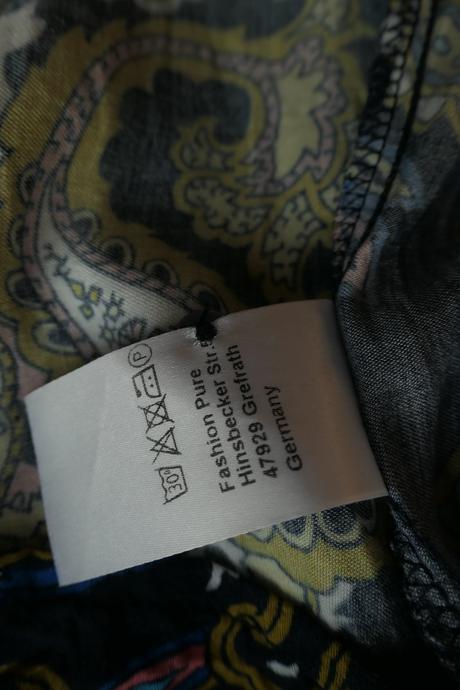 30°
P
Fashion Pure
Hinsbecker Str.
47929 Grefrath
Germany